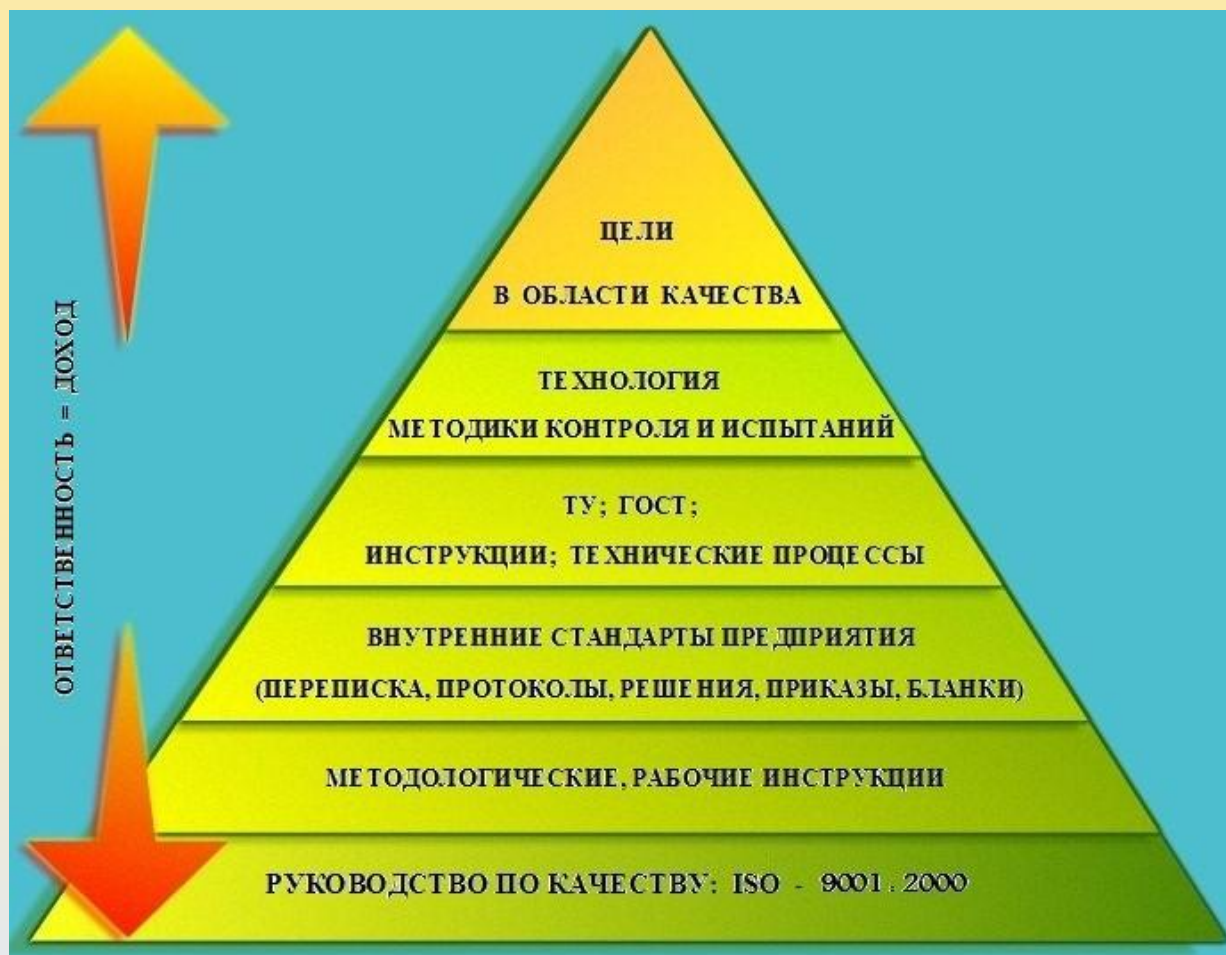 ЦЕЛИ
В ОБЛАСТИ КАЧЕСТВА
ТЕХНОЛОГИЯ
МЕТОДИКИ КОНТРОЛЯ И ИСПЫТАНИЙ
ТУ; ГОСТ;
ИНСТРУКЦИИ; ТЕХНИЧЕСКИЕ ПРОЦЕССЫ
ВНУТРЕННИЕ СТАНДАРТЫ ПРЕДПРИЯТИЯ
(ПЕРЕПИСКА, ПРОТОКОЛЫ, РЕШЕНИЯ, ПРИКАЗЫ, БЛАНКИ)
МЕТОДОЛОГИЧЕСКИЕ, РАБОЧИЕ ИНСТРУКЦИИ
РУКОВОДСТВО ПО КАЧЕСТВУ: ISO - 9001 : 2000
ОТВЕТСТВЕННОСТЬ = ДОХОД